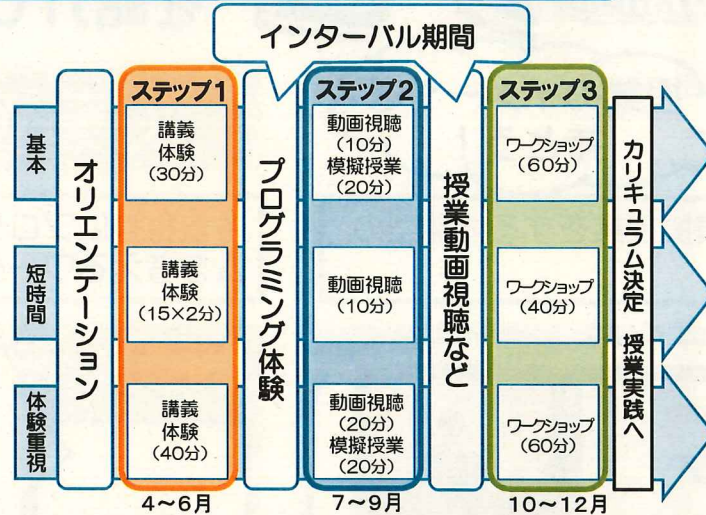 インターバル期間
基本
短時間
体験重視
オリエンテーション
ステップ1
講義
体験
(30分)
講義
体験
(15×2分)
講義
体験
(40分)
4~6月
プログラミング体験
ステップ2
動画視聴
(10分)
模擬授業
(20分)
動画視聴
(10分)
動画視聴
(20分)
模擬授業
(20分)
7~9月
授業動画視聴など
ステップ3
ワークショップ
(60分)
ワークショップ
(40分)
ワークショップ
(60分)
10~12月
カリキュラム決定 授業実践へ